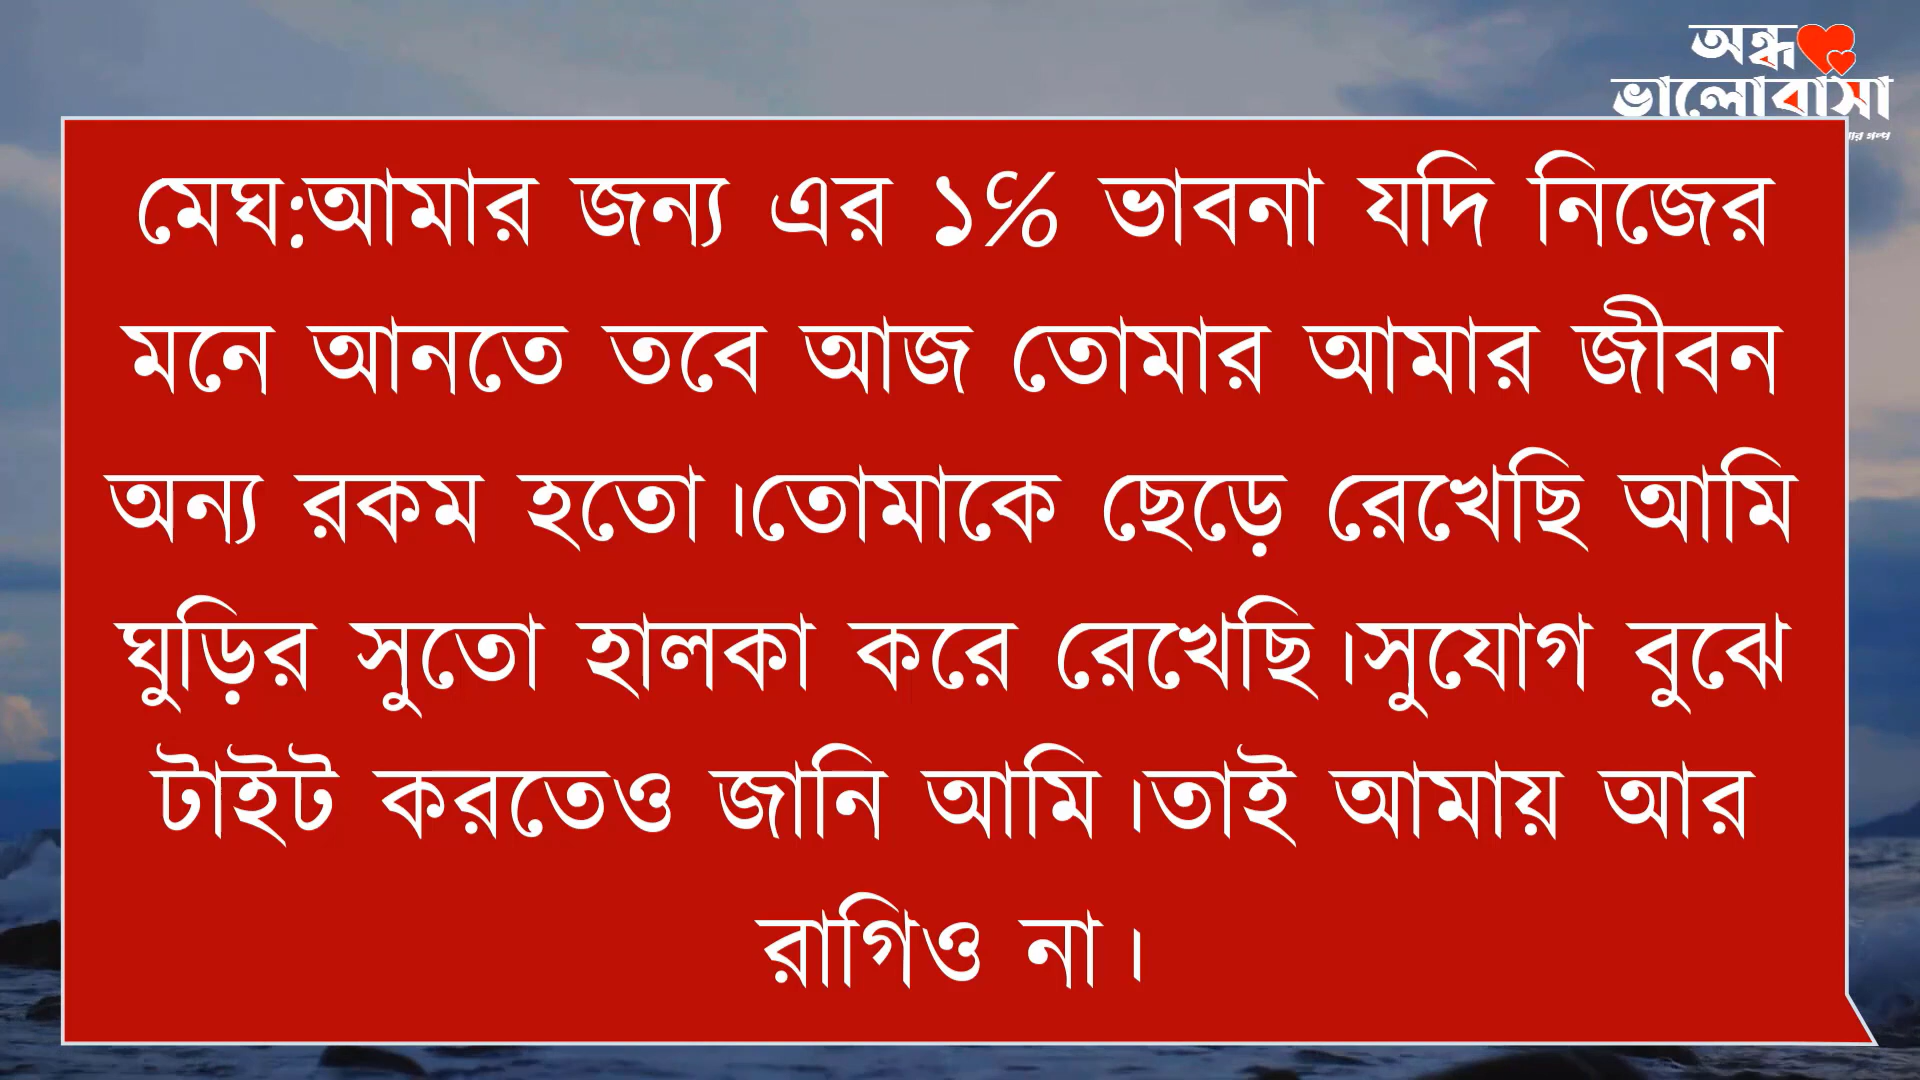 অন্ধ
ভালোবাসা
মেঘ:আমার জন্য এর ১% ভাবনা যদি নিজের
মনে আনতে তবে আজ তোমার আমার জীবন
অন্য রকম হতো।তোমাকে ছেড়ে রেখেছি আমি
ঘুড়ির সুতো হালকা করে রেখেছি।সুযোগ বুঝে
টাইট করতেও জানি আমি।তাই আমায় আর
রাগিও না।